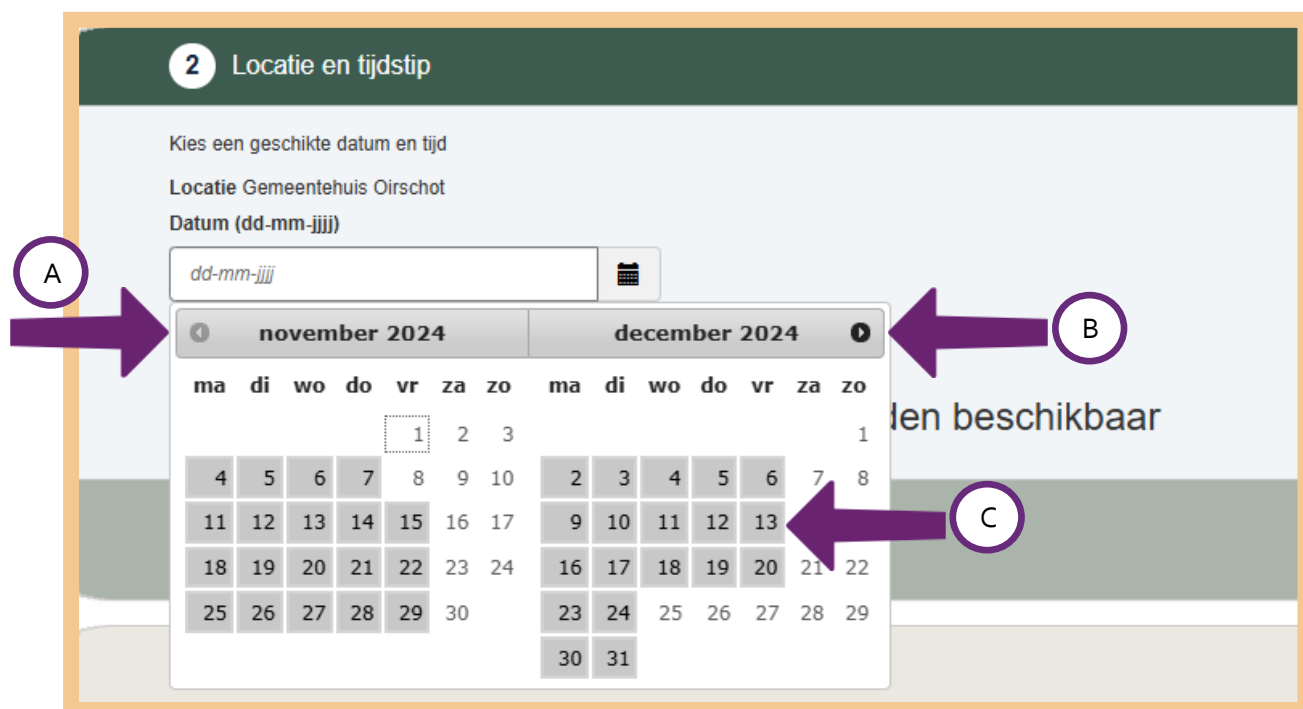 2 Locatie en tijdstip
Kies een geschikte datum en tijd
Locatie Gemeentehuis Oirschot
Datum (dd-mm-jjjj)
A
dd-mm-jjjj
november 2024 december 2024
B
ma di wo do vr za zo ma di wo do vr za zo
den beschikbaar
1 2 3 1
4 5 6 7 8 9 10 2 3 4 5 6 7 8
11 12 13 14 15 16 17 9 10 11 12 13
C
18 19 20 21 22 23 24 16 17 18 19 20 21 22
25 26 27 28 29 30 23 24 25 26 27 28 29
30 31